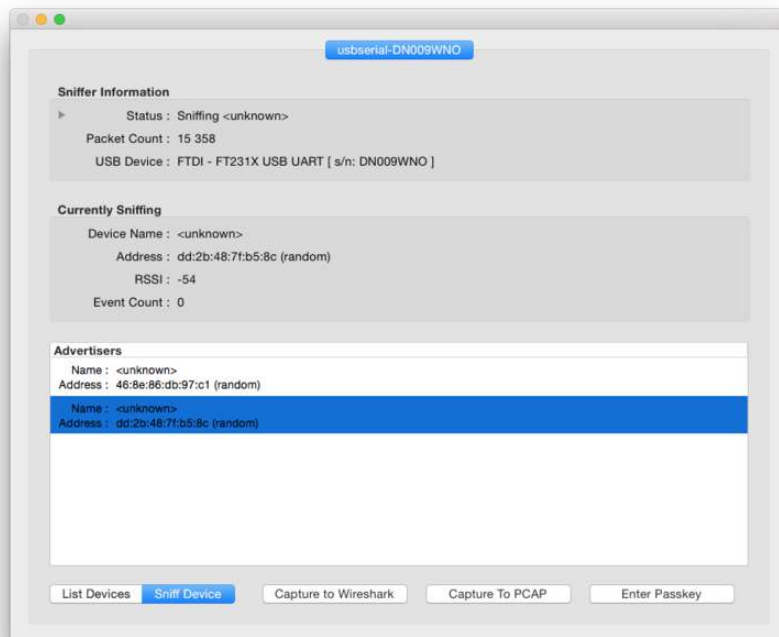 usbserial-DN009WNO
Sniffer Information
Status : Sniffing <unknown>
Packet Count : 15 358
USB Device : FTDI - FT231X USB UART [ s/n: DN009WNO ]
Currently Sniffing
Device Name : <unknown>
Address : dd:2b:48:7f:b5:8c (random)
RSSI : -54
Event Count : 0
Advertisers
Name : <unknown>
Address : 46:8e:86:db:97:c1 (random)
Name : <unknown>
Address : dd:2b:48:7f:b5:8c (random)
List Devices Sniff Device Capture to Wireshark Capture To PCAP Enter Passkey